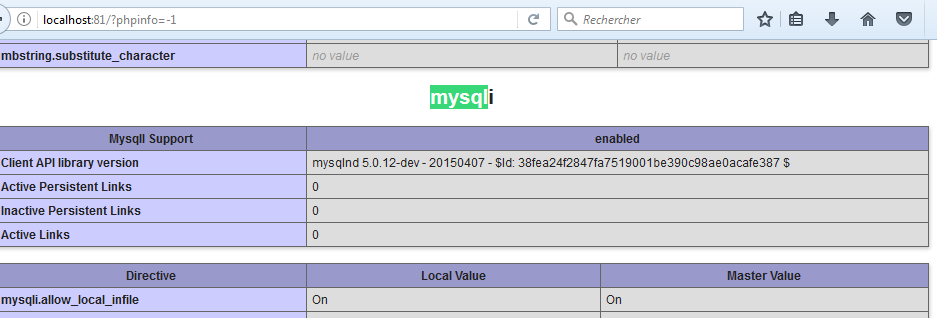 localhost:81/?phpinfo=-1
Rechercher
mbstring.substitute_character no value no value
mysqli
MysqlI Support enabled
Client API library version mysqlnd 5.0.12-dev - 20150407 - $Id: 38fea24f2847fa7519001be390c98ae0acafe387 $
Active Persistent Links 0
Inactive Persistent Links 0
Active Links 0
Directive Local Value Master Value
mysqli.allow_local_infile On On